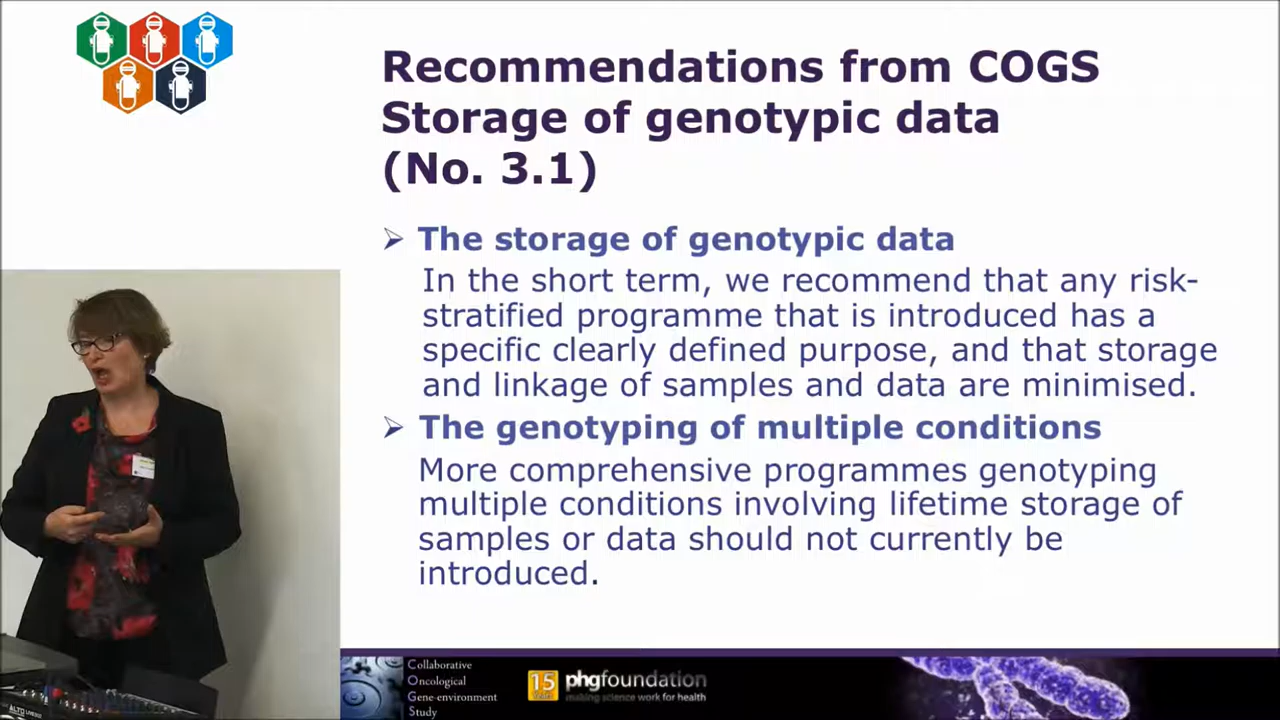 Recommendations from COGS
Storage of genotypic data
(No. 3.1)
➢ The storage of genotypic data
In the short term, we recommend that any risk-
stratified programme that is introduced has a
specific clearly defined purpose, and that storage
and linkage of samples and data are minimised.
➢ The genotyping of multiple conditions
More comprehensive programmes genotyping
multiple conditions involving lifetime storage of
samples or data should not currently be
introduced.
Collaborative
Oncological
Gene-environment
Study
15
phgfoundation
making science work for health